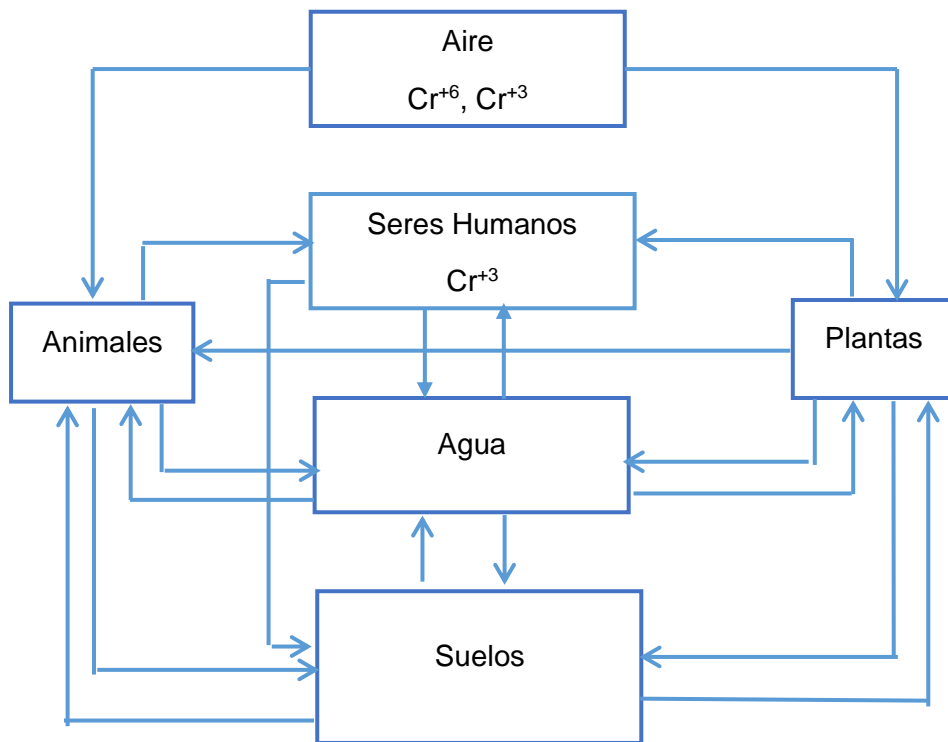 Aire
Cr+6, Cr+3
Seres Humanos
Cr+3
Animales
Plantas
Agua
Suelos